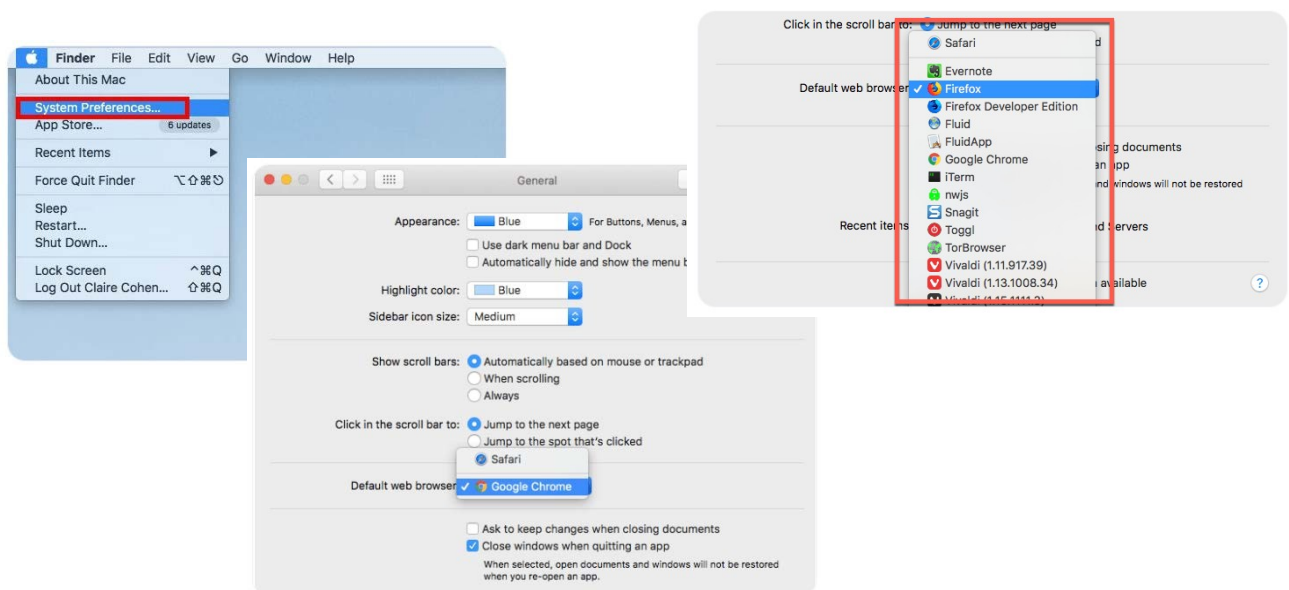 Finder File Edit View Go Window Help
About This Mac
System Preferences...
App Store... 6 updates
Recent Items
Force Quit Finder ⌥⇧⌘⎋
Sleep
Restart...
Shut Down...
Lock Screen ^⌘Q
Log Out Claire Cohen... ⇧⌘Q
General
Appearance: Blue For Buttons, Menus, a
Use dark menu bar and Dock
Automatically hide and show the menu b
Highlight color: Blue
Sidebar icon size: Medium
Show scroll bars: Automatically based on mouse or trackpad
When scrolling
Always
Click in the scroll bar to: Jump to the next page
Jump to the spot that's clicked
Safari
Default web browser ✓ Google Chrome
Ask to keep changes when closing documents
Close windows when quitting an app
When selected, open documents and windows will not be restored
when you re-open an app.
Click in the scroll bar to: Jump to the next page
Safari d
Evernote
Default web browser ✓ Firefox
Firefox Developer Edition
Fluid
FluidApp sing documents
Google Chrome an app
iTerm
nwjs nd windows will not be restored
Snagit
Recent items Toggl d Servers
TorBrowser
Vivaldi (1.11.917.39)
Vivaldi (1.13.1008.34) available ?
Vivaldi (1.15.1111.3)